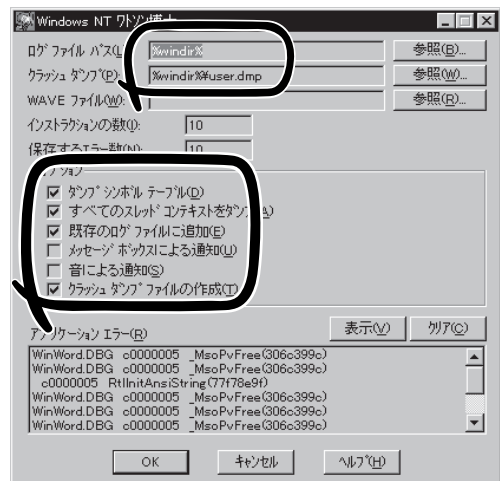 Windows NT ワトソン博士
ログ ファイル パス(L) %windir% 参照(B)...
クラッシュ ダンプ(P): %windir%¥user.dmp 参照(W)...
WAVE ファイル(W): 参照(R)...
インストラクションの数(I): 10
保存するエラー数(N): 10
オプション
ダンプ シンボル テーブル(D)
すべてのスレッド コンテキストをダンプ(A)
既存のログ ファイルに追加(E)
メッセージ ボックスによる通知(U)
音による通知(S)
クラッシュ ダンプ ファイルの作成(T)
アプリケーション エラー(R) 表示(V) クリア(C)
WinWord.DBG c0000005 _MsoPvFree(306c399c)
WinWord.DBG c0000005 _MsoPvFree(306c399c)
c0000005 RtlInitAnsiString(77f78e9f)
WinWord.DBG c0000005 _MsoPvFree(306c399c)
WinWord.DBG c0000005 _MsoPvFree(306c399c)
WinWord.DBG c0000005 _MsoPvFree(306c399c)
OK キャンセル ヘルプ(H)